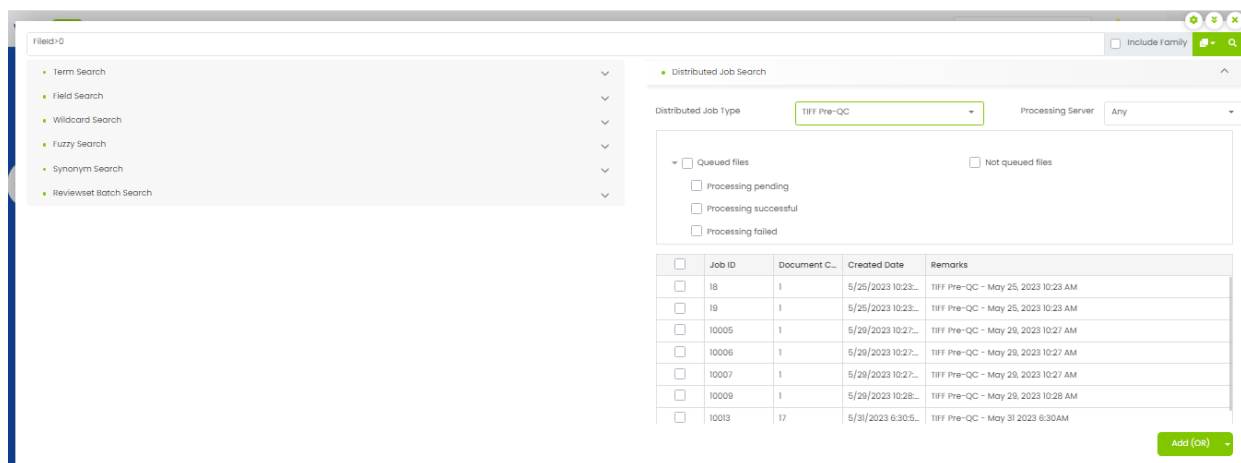 FileId>0
Include Family
Term Search
Field Search
Wildcard Search
Fuzzy Search
Synonym Search
Reviewset Batch Search
Distributed Job Search
Distributed Job Type TIFF Pre-QC Processing Server Any
Queued files Not queued files
Processing pending
Processing successful
Processing failed
Job ID Document C... Created Date Remarks
18 1 5/25/2023 10:23:... TIFF Pre-QC - May 25, 2023 10:23 AM
19 1 5/25/2023 10:23:... TIFF Pre-QC - May 25, 2023 10:23 AM
10005 1 5/29/2023 10:27:... TIFF Pre-QC - May 29, 2023 10:27 AM
10006 1 5/29/2023 10:27:... TIFF Pre-QC - May 29, 2023 10:27 AM
10007 1 5/29/2023 10:27:... TIFF Pre-QC - May 29, 2023 10:27 AM
10009 1 5/29/2023 10:28:... TIFF Pre-QC - May 29, 2023 10:28 AM
10013 17 5/31/2023 6:30:5... TIFF Pre-QC - May 31 2023 6:30AM
Add (OR)